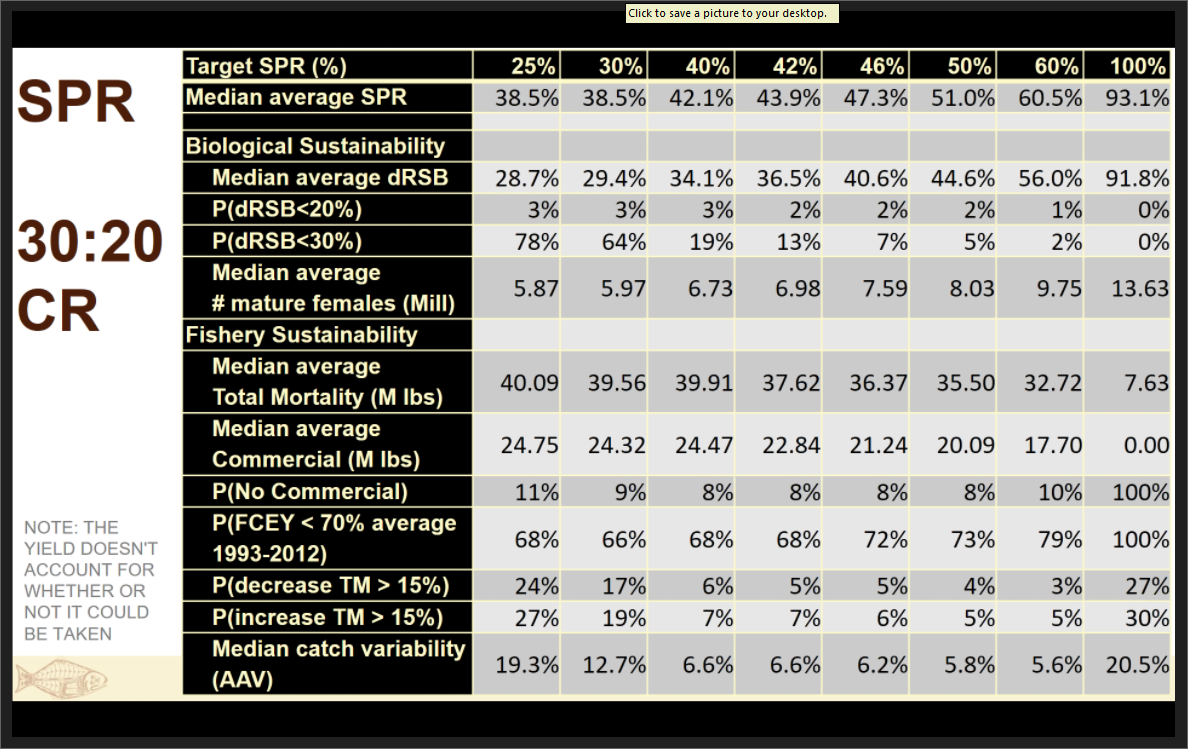 Click to save a picture to your desktop.
SPR
30:20
CR
NOTE: THE
YIELD DOESN'T
ACCOUNT FOR
WHETHER OR
NOT IT COULD
BE TAKEN
Target SPR (%) 25% 30% 40% 42% 46% 50% 60% 100%
Median average SPR 38.5% 38.5% 42.1% 43.9% 47.3% 51.0% 60.5% 93.1%
Biological Sustainability
Median average dRSB 28.7% 29.4% 34.1% 36.5% 40.6% 44.6% 56.0% 91.8%
P(dRSB<20%) 3% 3% 3% 2% 2% 2% 1% 0%
P(dRSB<30%) 78% 64% 19% 13% 7% 5% 2% 0%
Median average
# mature females (Mill) 5.87 5.97 6.73 6.98 7.59 8.03 9.75 13.63
Fishery Sustainability
Median average
Total Mortality (M lbs) 40.09 39.56 39.91 37.62 36.37 35.50 32.72 7.63
Median average
Commercial (M lbs) 24.75 24.32 24.47 22.84 21.24 20.09 17.70 0.00
P(No Commercial) 11% 9% 8% 8% 8% 8% 10% 100%
P(FCEY < 70% average
1993-2012) 68% 66% 68% 68% 72% 73% 79% 100%
P(decrease TM > 15%) 24% 17% 6% 5% 5% 4% 3% 27%
P(increase TM > 15%) 27% 19% 7% 7% 6% 5% 5% 30%
Median catch variability
(AAV) 19.3% 12.7% 6.6% 6.6% 6.2% 5.8% 5.6% 20.5%